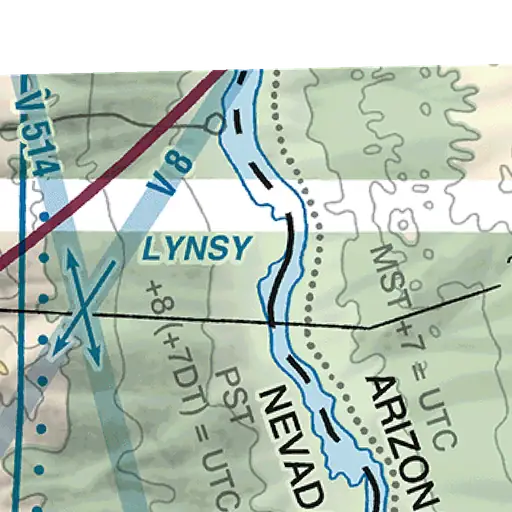 V 514
V 8
LYNSY
MST +7 = UTC
+8 (+7DT) = UTC
PST
NEVAD
ARIZON